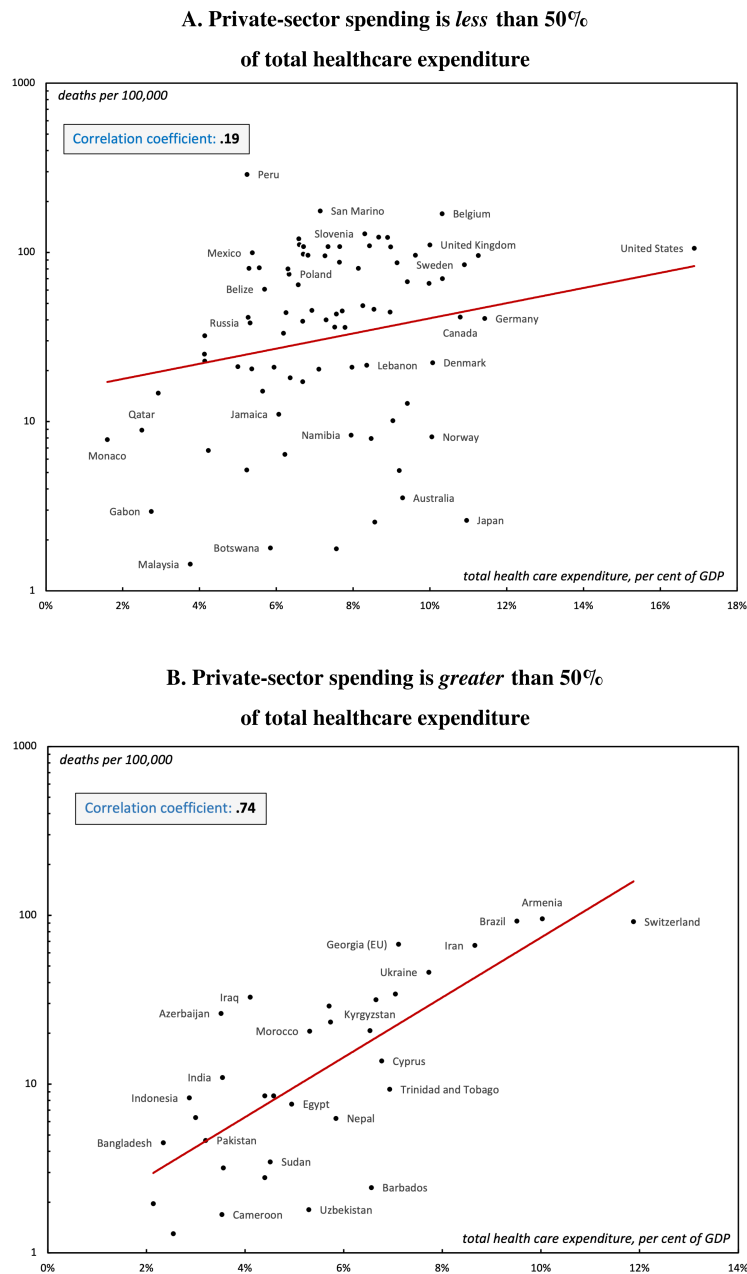 A. Private-sector spending is less than 50%
of total healthcare expenditure
1000
deaths per 100,000
Correlation coefficient: .19
Peru
San Marino
Belgium
Slovenia
United Kingdom
United States
100
Mexico
Sweden
Poland
Belize
Russia
Germany
Canada
Lebanon
Denmark
Qatar
Jamaica
10
Namibia
Norway
Monaco
Australia
Gabon
Japan
Botswana
Malaysia
total health care expenditure, per cent of GDP
1
0% 2% 4% 6% 8% 10% 12% 14% 16% 18%
B. Private-sector spending is greater than 50%
of total healthcare expenditure
1000
deaths per 100,000
Correlation coefficient: .74
Armenia
100
Brazil
Switzerland
Georgia (EU)
Iran
Ukraine
Iraq
Azerbaijan
Kyrgyzstan
Morocco
Cyprus
India
10
Trinidad and Tobago
Indonesia
Egypt
Nepal
Bangladesh
Pakistan
Sudan
Barbados
Cameroon
Uzbekistan
total health care expenditure, per cent of GDP
1
0% 2% 4% 6% 8% 10% 12% 14%